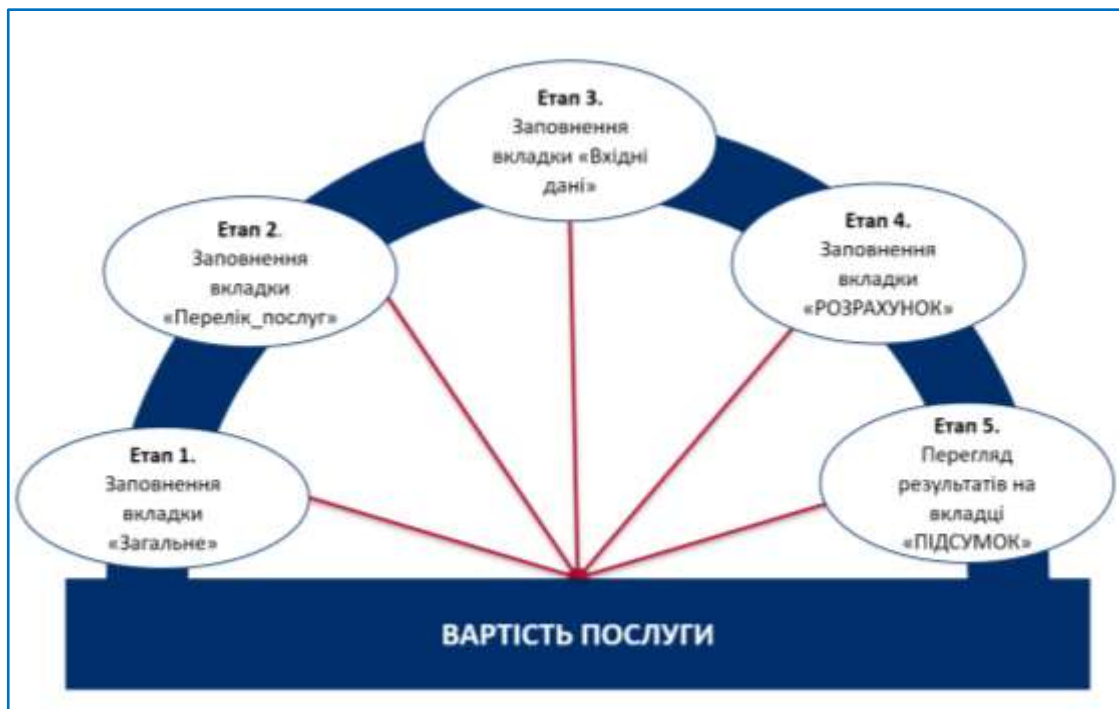 Етап 1.
Заповнення
вкладки
«Загальне»
Етап 2.
Заповнення
вкладки
«Перелік_послуг»
Етап 3.
Заповнення
вкладки «Вхідні
дані»
Етап 4.
Заповнення
вкладки
«РОЗРАХУНОК»
Етап 5.
Перегляд
результатів на
вкладці
«ПІДСУМОК»
ВАРТІСТЬ ПОСЛУГИ